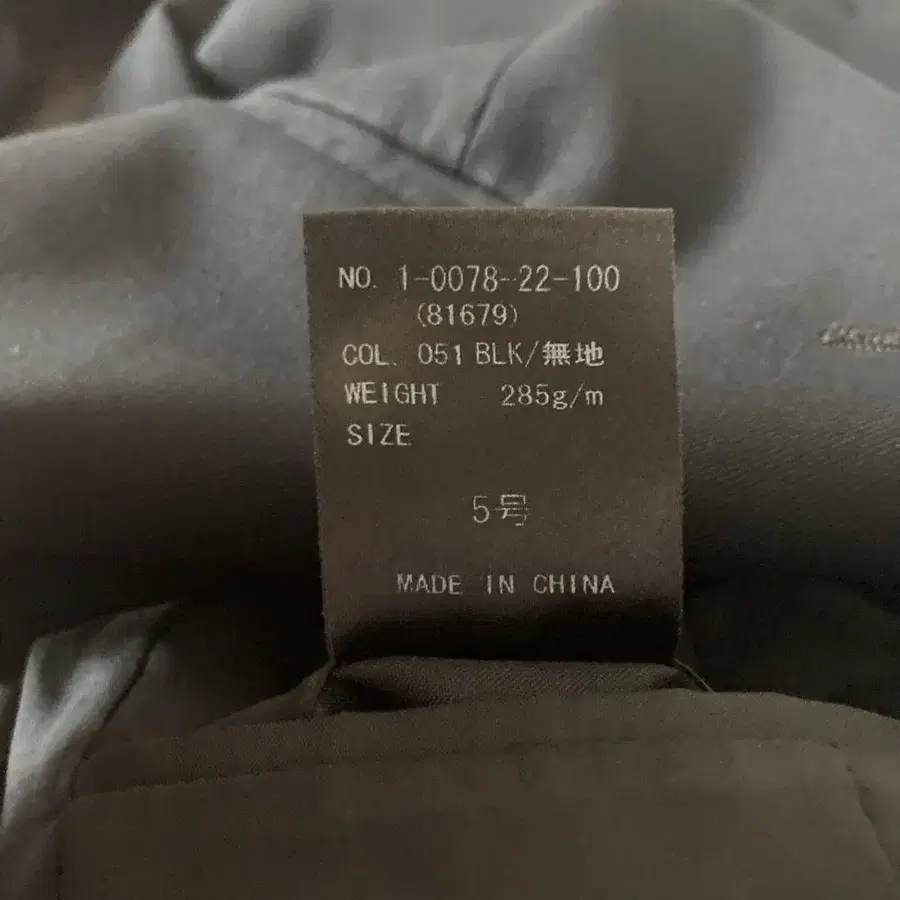 NO. 1-0078-22-100
(81679)
COL. 051 BLK/無地
WEIGHT 285g/m
SIZE
5号
MADE IN CHINA